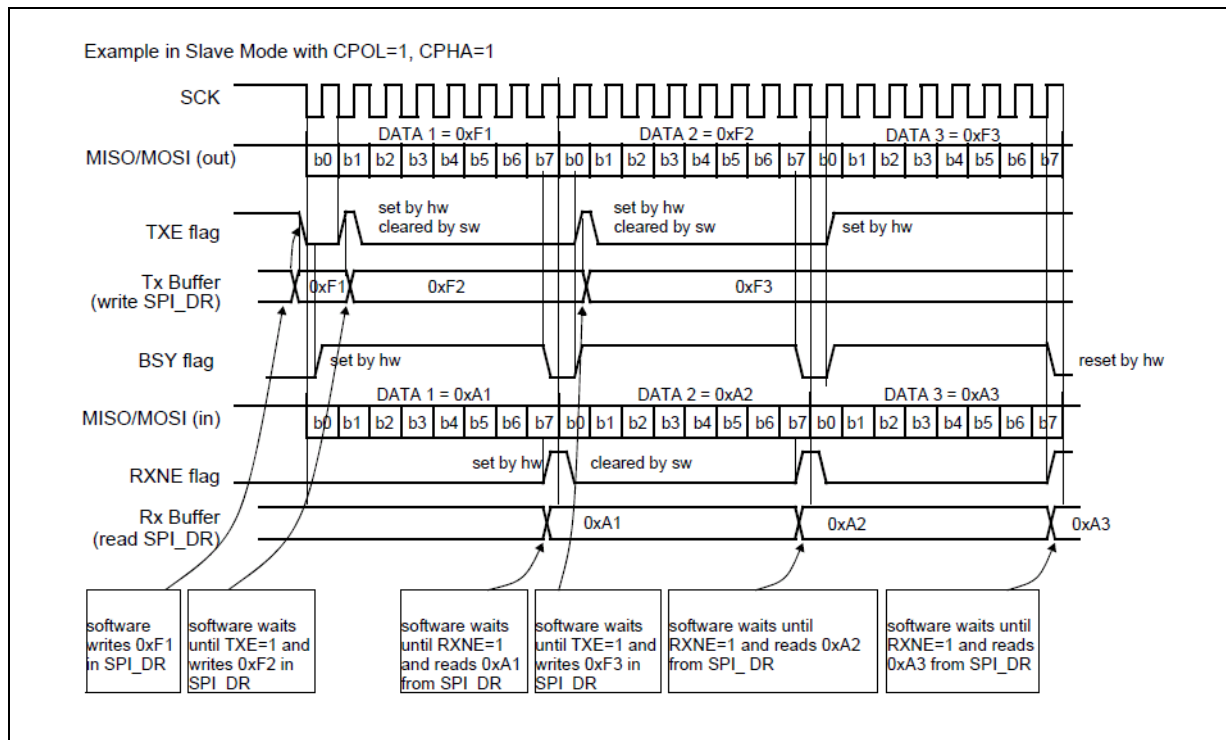 Example in Slave Mode with CPOL=1, CPHA=1
SCK
DATA 1 = 0xF1 DATA 2 = 0xF2 DATA 3 = 0xF3
MISO/MOSI (out) b0 b1 b2 b3 b4 b5 b6 b7 b0 b1 b2 b3 b4 b5 b6 b7 b0 b1 b2 b3 b4 b5 b6 b7
set by hw set by hw
TXE flag cleared by sw cleared by sw set by hw
Tx Buffer 0xF1 0xF2 0xF3
(write SPI_DR)
BSY flag set by hw reset by hw
DATA 1 = 0xA1 DATA 2 = 0xA2 DATA 3 = 0xA3
MISO/MOSI (in) b0 b1 b2 b3 b4 b5 b6 b7 b0 b1 b2 b3 b4 b5 b6 b7 b0 b1 b2 b3 b4 b5 b6 b7
set by hw cleared by sw
RXNE flag
Rx Buffer 0xA1 0xA2 0xA3
(read SPI_DR)
software
writes 0xF1
in SPI_DR
software waits
until TXE=1 and
writes 0xF2 in
SPI_DR
software waits
until RXNE=1
and reads 0xA1
from SPI_DR
software waits
until TXE=1 and
writes 0xF3 in
SPI_DR
software waits until
RXNE=1 and reads 0xA2
from SPI_ DR
software waits until
RXNE=1 and reads
0xA3 from SPI_DR